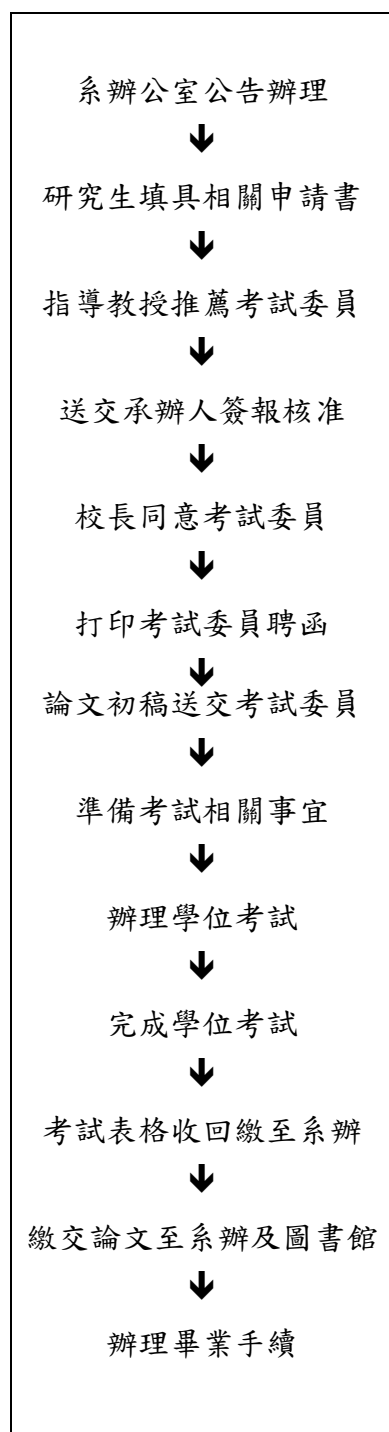 系辦公室公告辦理
🡻
研究生填具相關申請書
🡻
指導教授推薦考試委員
🡻
送交承辦人簽報核准
🡻
校長同意考試委員
🡻
打印考試委員聘函
🡻
論文初稿送交考試委員
🡻
準備考試相關事宜
🡻
辦理學位考試
🡻
完成學位考試
🡻
考試表格收回繳至系辦
🡻
繳交論文至系辦及圖書館
🡻
辦理畢業手續